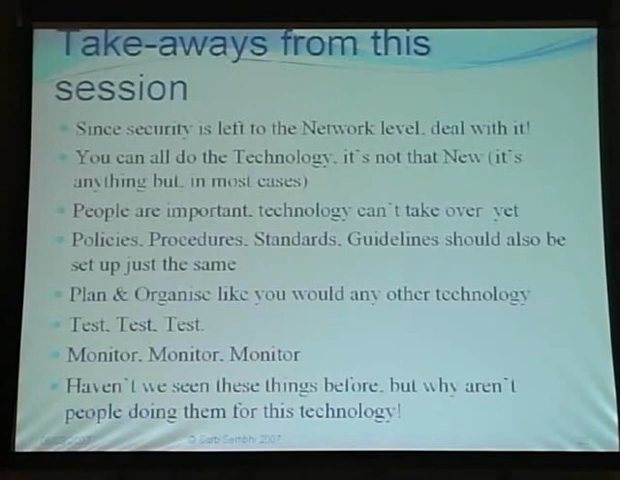 Take-aways from this
session
Since security is left to the Network level, deal with it!
You can all do the Technology, it's not that New (it's
anything but, in most cases)
People are important, technology can't take over yet
Policies, Procedures, Standards, Guidelines should also be
set up just the same
Plan & Organise like you would any other technology
Test, Test, Test,
Monitor, Monitor, Monitor
Haven't we seen these things before, but why aren't
people doing them for this technology!
© Sarb Sembhi 2007